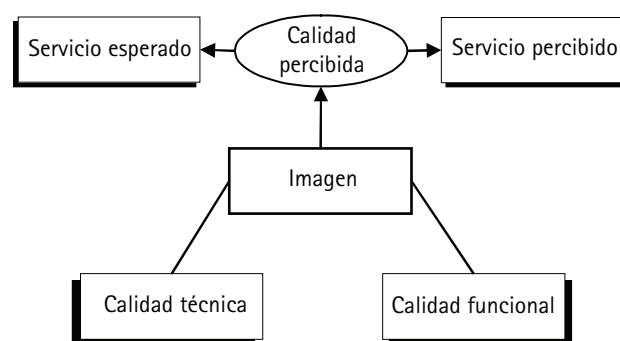 Servicio esperado
Calidad
percibida
Servicio percibido
Imagen
Calidad técnica
Calidad funcional